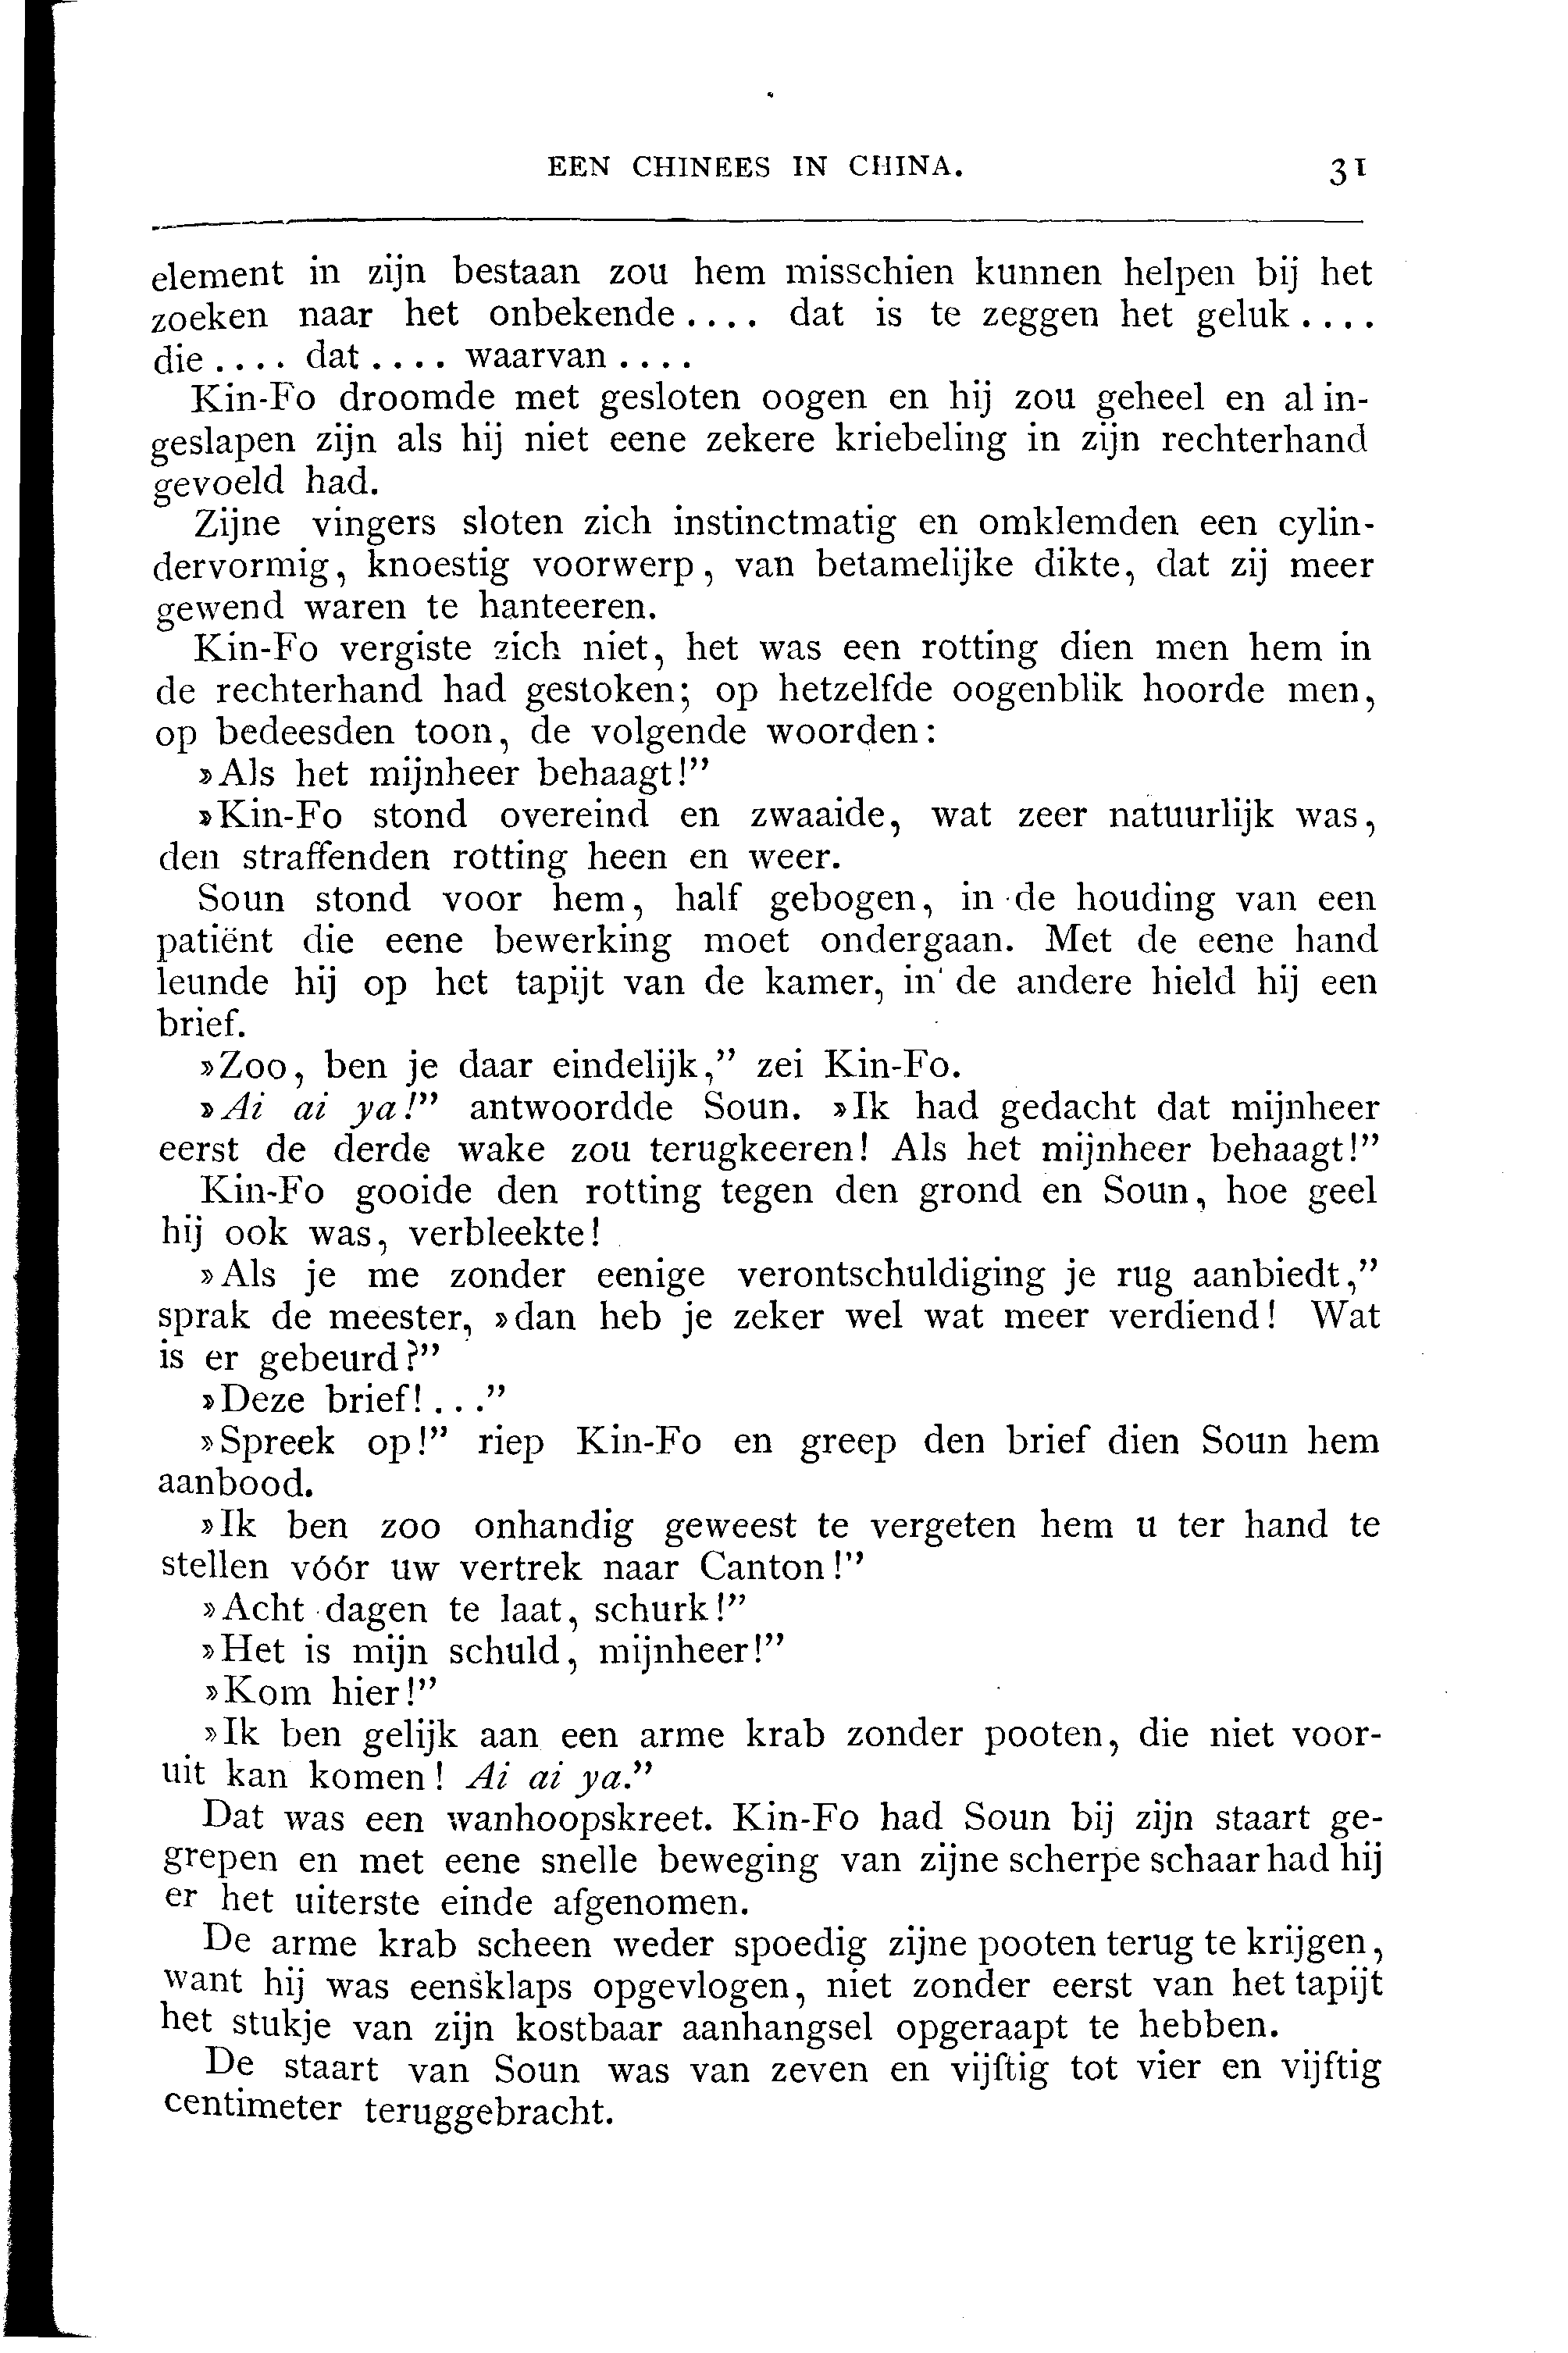 EEN CHINEES IN CHINA. 31
element in zijn bestaan zou hem misschien kunnen helpen bij het
zoeken naar het onbekende.... dat is te zeggen het geluk....
die.... dat.... waarvan....
Kin-Fo droomde met gesloten oogen en hij zou geheel en al in-
geslapen zijn als hij niet eene zekere kriebeling in zijn rechterhand
gevoeld had.
Zijne vingers sloten zich instinctmatig en omklemden een cylin-
dervormig, knoestig voorwerp, van betamelijke dikte, dat zij meer
gewend waren te hanteeren.
Kin-Fo vergiste zich niet, het was een rotting dien men hem in
de rechterhand had gestoken; op hetzelfde oogenblik hoorde men,
op bedeesden toon, de volgende woorden:
»Als het mijnheer behaagt!”
»Kin-Fo stond overeind en zwaaide, wat zeer natuurlijk was,
den straffenden rotting heen en weer.
Soun stond voor hem, half gebogen, in de houding van een
patiënt die eene bewerking moet ondergaan. Met de eene hand
leunde hij op het tapijt van de kamer, in de andere hield hij een
brief.
»Zoo, ben je daar eindelijk,” zei Kin-Fo.
»Ai ai ya!” antwoordde Soun. »Ik had gedacht dat mijnheer
eerst de derde wake zou terugkeeren! Als het mijnheer behaagt!”
Kin-Fo gooide den rotting tegen den grond en Soun, hoe geel
hij ook was, verbleekte!
»Als je me zonder eenige verontschuldiging je rug aanbiedt,”
sprak de meester, »dan heb je zeker wel wat meer verdiend! Wat
is er gebeurd?”
»Deze brief!...”
»Spreek op!” riep Kin-Fo en greep den brief dien Soun hem
aanbood.
»Ik ben zoo onhandig geweest te vergeten hem u ter hand te
stellen vóór uw vertrek naar Canton!”
»Acht dagen te laat, schurk!”
»Het is mijn schuld, mijnheer!”
»Kom hier!”
»Ik ben gelijk aan een arme krab zonder pooten, die niet voor-
uit kan komen! Ai ai ya.”
Dat was een wanhoopskreet. Kin-Fo had Soun bij zijn staart ge-
grepen en met eene snelle beweging van zijne scherpe schaar had hij
er het uiterste einde afgenomen.
De arme krab scheen weder spoedig zijne pooten terug te krijgen,
want hij was eensklaps opgevlogen, niet zonder eerst van het tapijt
het stukje van zijn kostbaar aanhangsel opgeraapt te hebben.
De staart van Soun was van zeven en vijftig tot vier en vijftig
centimeter teruggebracht.